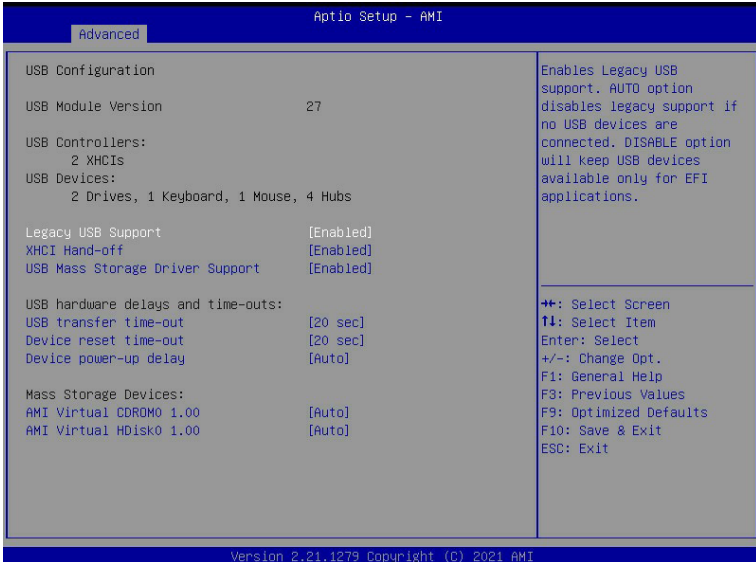 Aptio Setup – AMI
Advanced
USB Configuration
USB Module Version 27
USB Controllers:
2 XHCIs
USB Devices:
2 Drives, 1 Keyboard, 1 Mouse, 4 Hubs
Legacy USB Support [Enabled]
XHCI Hand-off [Enabled]
USB Mass Storage Driver Support [Enabled]
USB hardware delays and time-outs:
USB transfer time-out [20 sec]
Device reset time-out [20 sec]
Device power-up delay [Auto]
Mass Storage Devices:
AMI Virtual CDROM0 1.00 [Auto]
AMI Virtual HDisk0 1.00 [Auto]
Enables Legacy USB
support. AUTO option
disables legacy support if
no USB devices are
connected. DISABLE option
will keep USB devices
available only for EFI
applications.
→←: Select Screen
↑↓: Select Item
Enter: Select
+/-: Change Opt.
F1: General Help
F3: Previous Values
F9: Optimized Defaults
F10: Save & Exit
ESC: Exit
Version 2.21.1279 Copyright (C) 2021 AMI